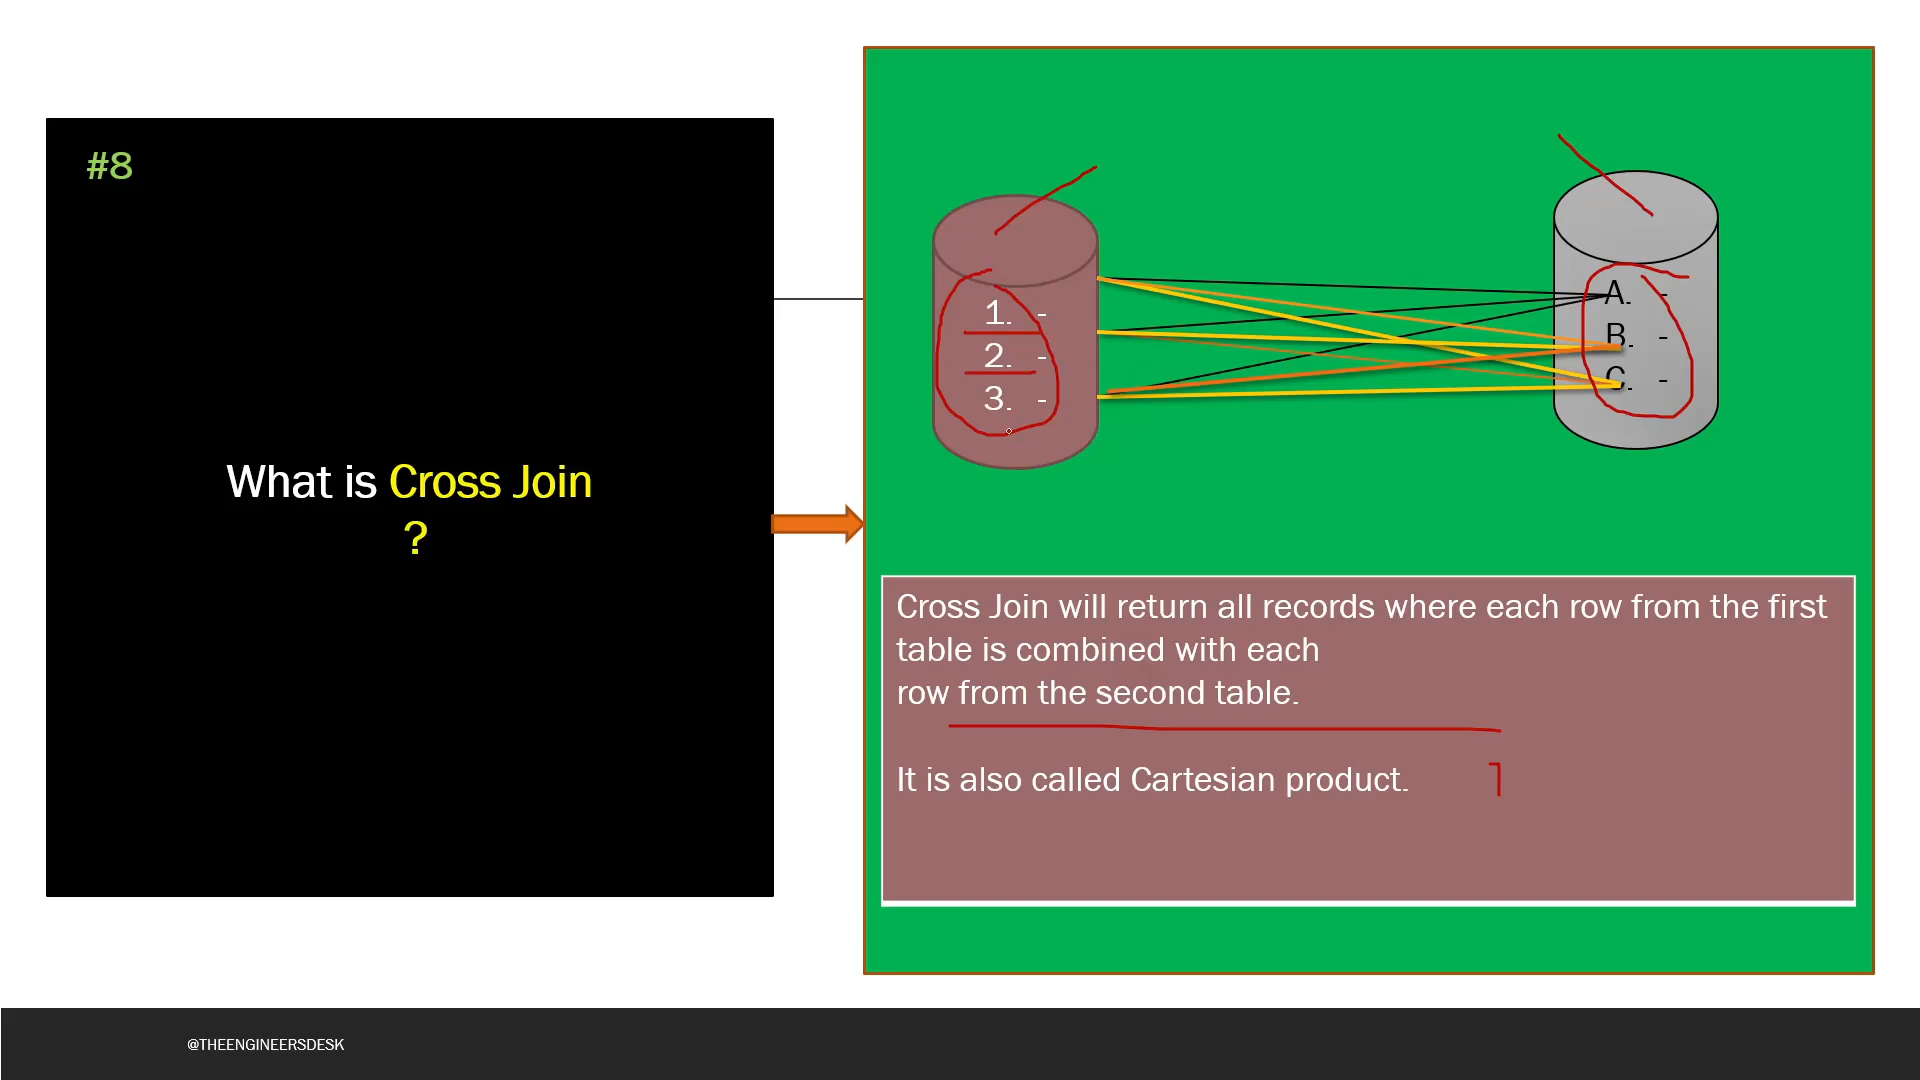 #8
What is Cross Join
?
1. -
2. -
3. -
A. -
B. -
C. -
Cross Join will return all records where each row from the first
table is combined with each
row from the second table.
It is also called Cartesian product.
@THEENGINEERSDESK